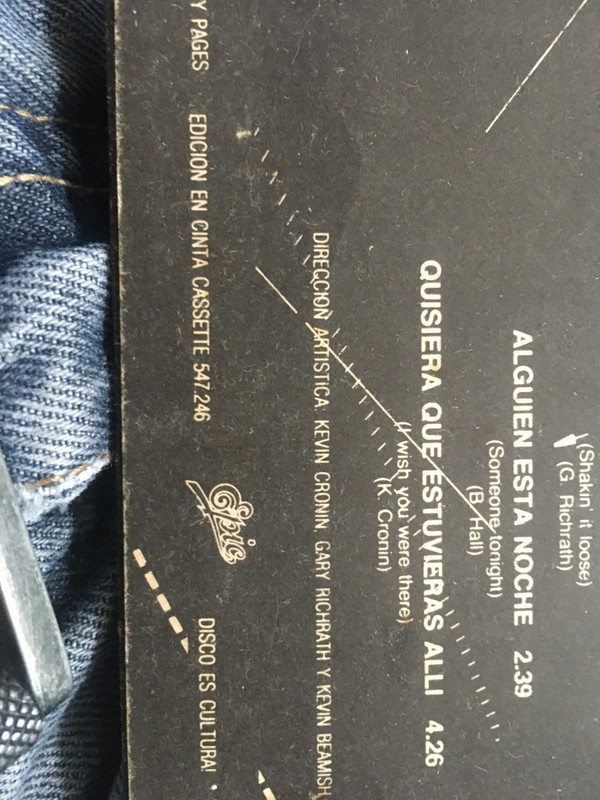 (Shakin' it loose)
(G. Richrath)
ALGUIEN ESTA NOCHE 2.39
(Someone tonight)
(B. Hall)
QUISIERA QUE ESTUVIERAS ALLI 4.26
(I wish you were there)
(K. Cronin)
DIRECCION ARTISTICA: KEVIN CRONIN, GARY RICHRATH Y KEVIN BEAMISH
Y PAGES EDICION EN CINTA CASSETTE 547.246 Epic DISCO ES CULTURA!